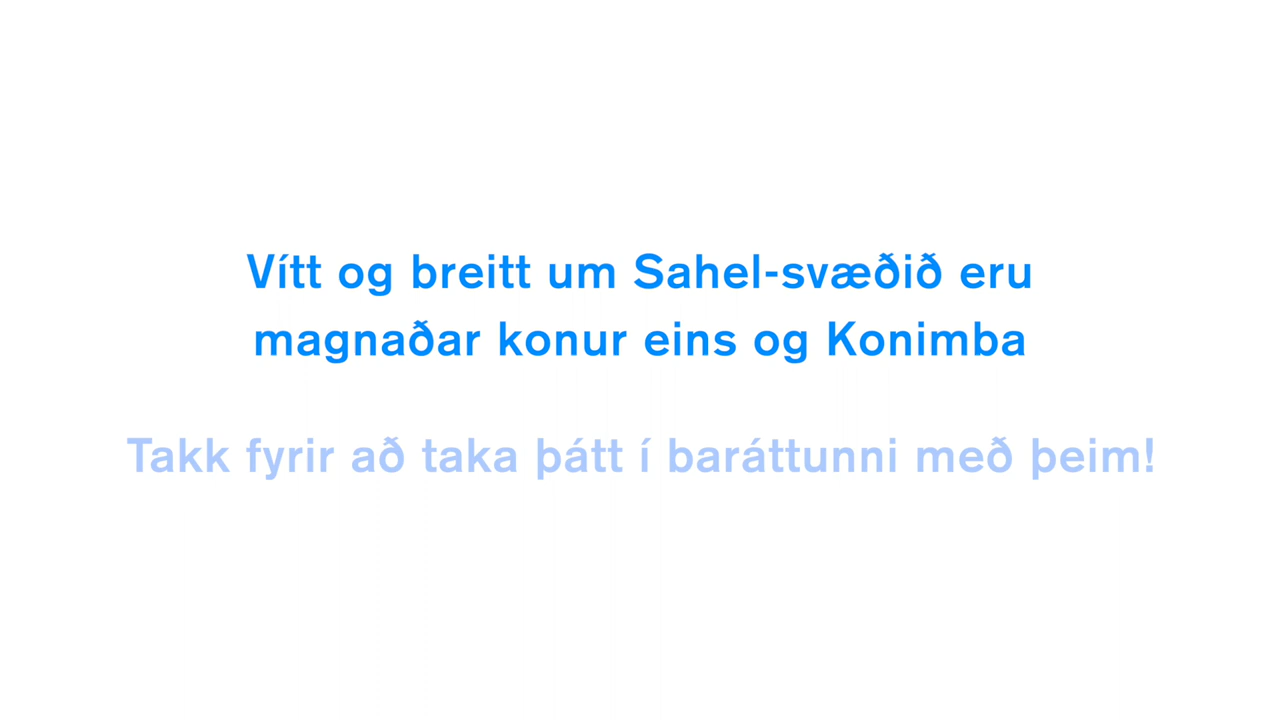 Vítt og breitt um Sahel-svæðið eru
magnaðar konur eins og Konimba
Takk fyrir að taka þátt í baráttunni með þeim!